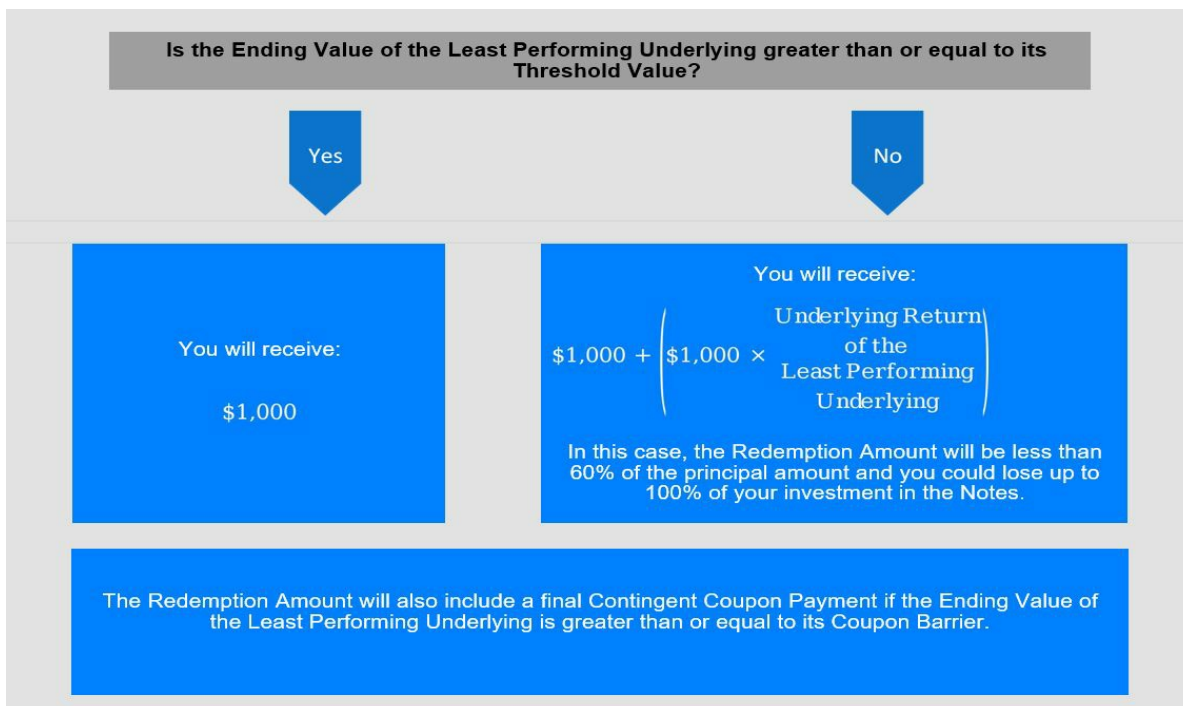 Is the Ending Value of the Least Performing Underlying greater than or equal to its
Threshold Value?
Yes
No
You will receive:
$1,000
You will receive:
$1,000 + ($1,000 × Underlying Return
of the
Least Performing
Underlying)
In this case, the Redemption Amount will be less than
60% of the principal amount and you could lose up to
100% of your investment in the Notes.
The Redemption Amount will also include a final Contingent Coupon Payment if the Ending Value of
the Least Performing Underlying is greater than or equal to its Coupon Barrier.